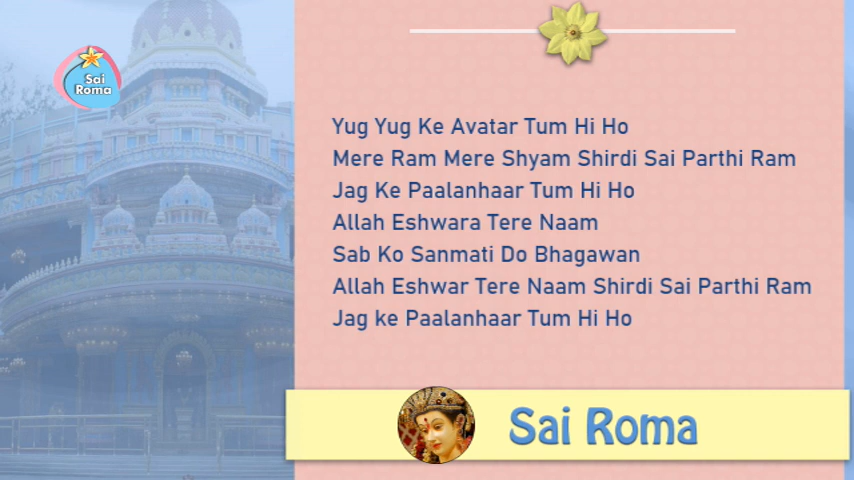 Sai
Roma
Yug Yug Ke Avatar Tum Hi Ho
Mere Ram Mere Shyam Shirdi Sai Parthi Ram
Jag Ke Paalanhaar Tum Hi Ho
Allah Eshwara Tere Naam
Sab Ko Sanmati Do Bhagawan
Allah Eshwar Tere Naam Shirdi Sai Parthi Ram
Jag ke Paalanhaar Tum Hi Ho
Sai Roma